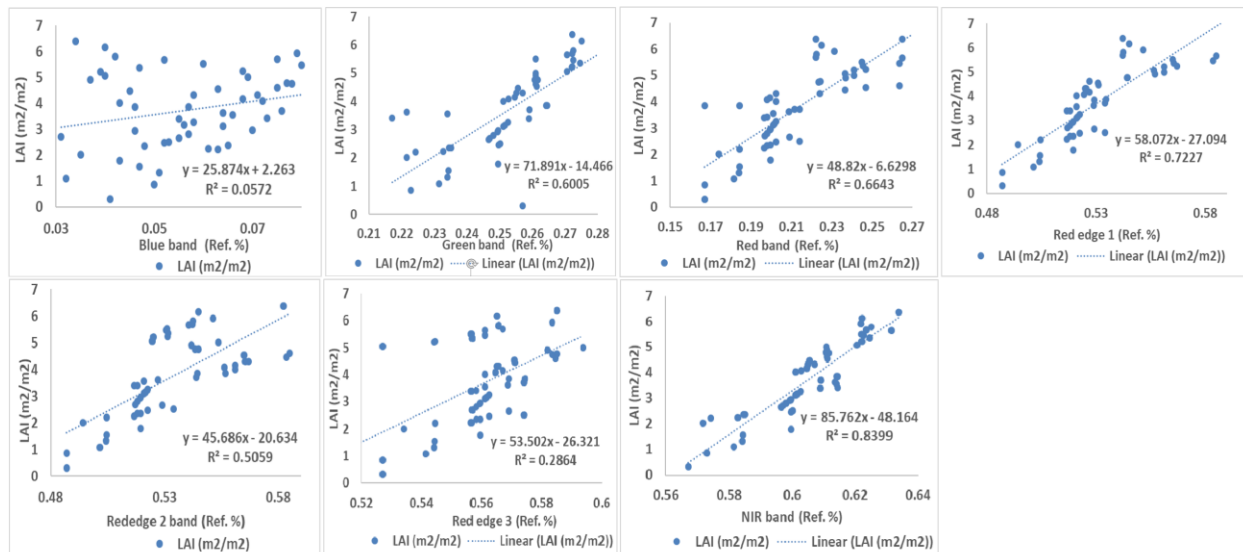 LAI (m2/m2)
7
6
5
4
3
2
1
0
y = 25.874x + 2.263
R² = 0.0572
0.03 0.05 0.07
Blue band (Ref. %)
LAI (m2/m2)
LAI (m2/m2)
7
6
5
4
3
2
1
0
y = 71.891x - 14.466
R² = 0.6005
0.21 0.22 0.23 0.24 0.25 0.26 0.27 0.28
Green band (Ref. %)
LAI (m2/m2) Linear (LAI (m2/m2))
LAI (m2/m2)
7
6
5
4
3
2
1
0
y = 48.82x - 6.6298
R² = 0.6643
0.15 0.17 0.19 0.21 0.23 0.25 0.27
Red band (Ref. %)
LAI (m2/m2) Linear (LAI (m2/m2))
LAI (m2/m2)
7
6
5
4
3
2
1
0
y = 58.072x - 27.094
R² = 0.7227
0.48 0.53 0.58
Red edge 1 (Ref. %)
LAI (m2/m2)
LAI (m2/m2)
7
6
5
4
3
2
1
0
y = 45.686x - 20.634
R² = 0.5059
0.48 0.53 0.58
Rededge 2 band (Ref. %)
LAI (m2/m2)
LAI (m2/m2)
7
6
5
4
3
2
1
0
y = 53.502x - 26.321
R² = 0.2864
0.52 0.54 0.56 0.58 0.6
Red edge 3 (Ref. %)
LAI (m2/m2) Linear (LAI (m2/m2))
LAI (m2/m2)
7
6
5
4
3
2
1
0
y = 85.762x - 48.164
R² = 0.8399
0.56 0.58 0.6 0.62 0.64
NIR band (Ref. %)
LAI (m2/m2) Linear (LAI (m2/m2))